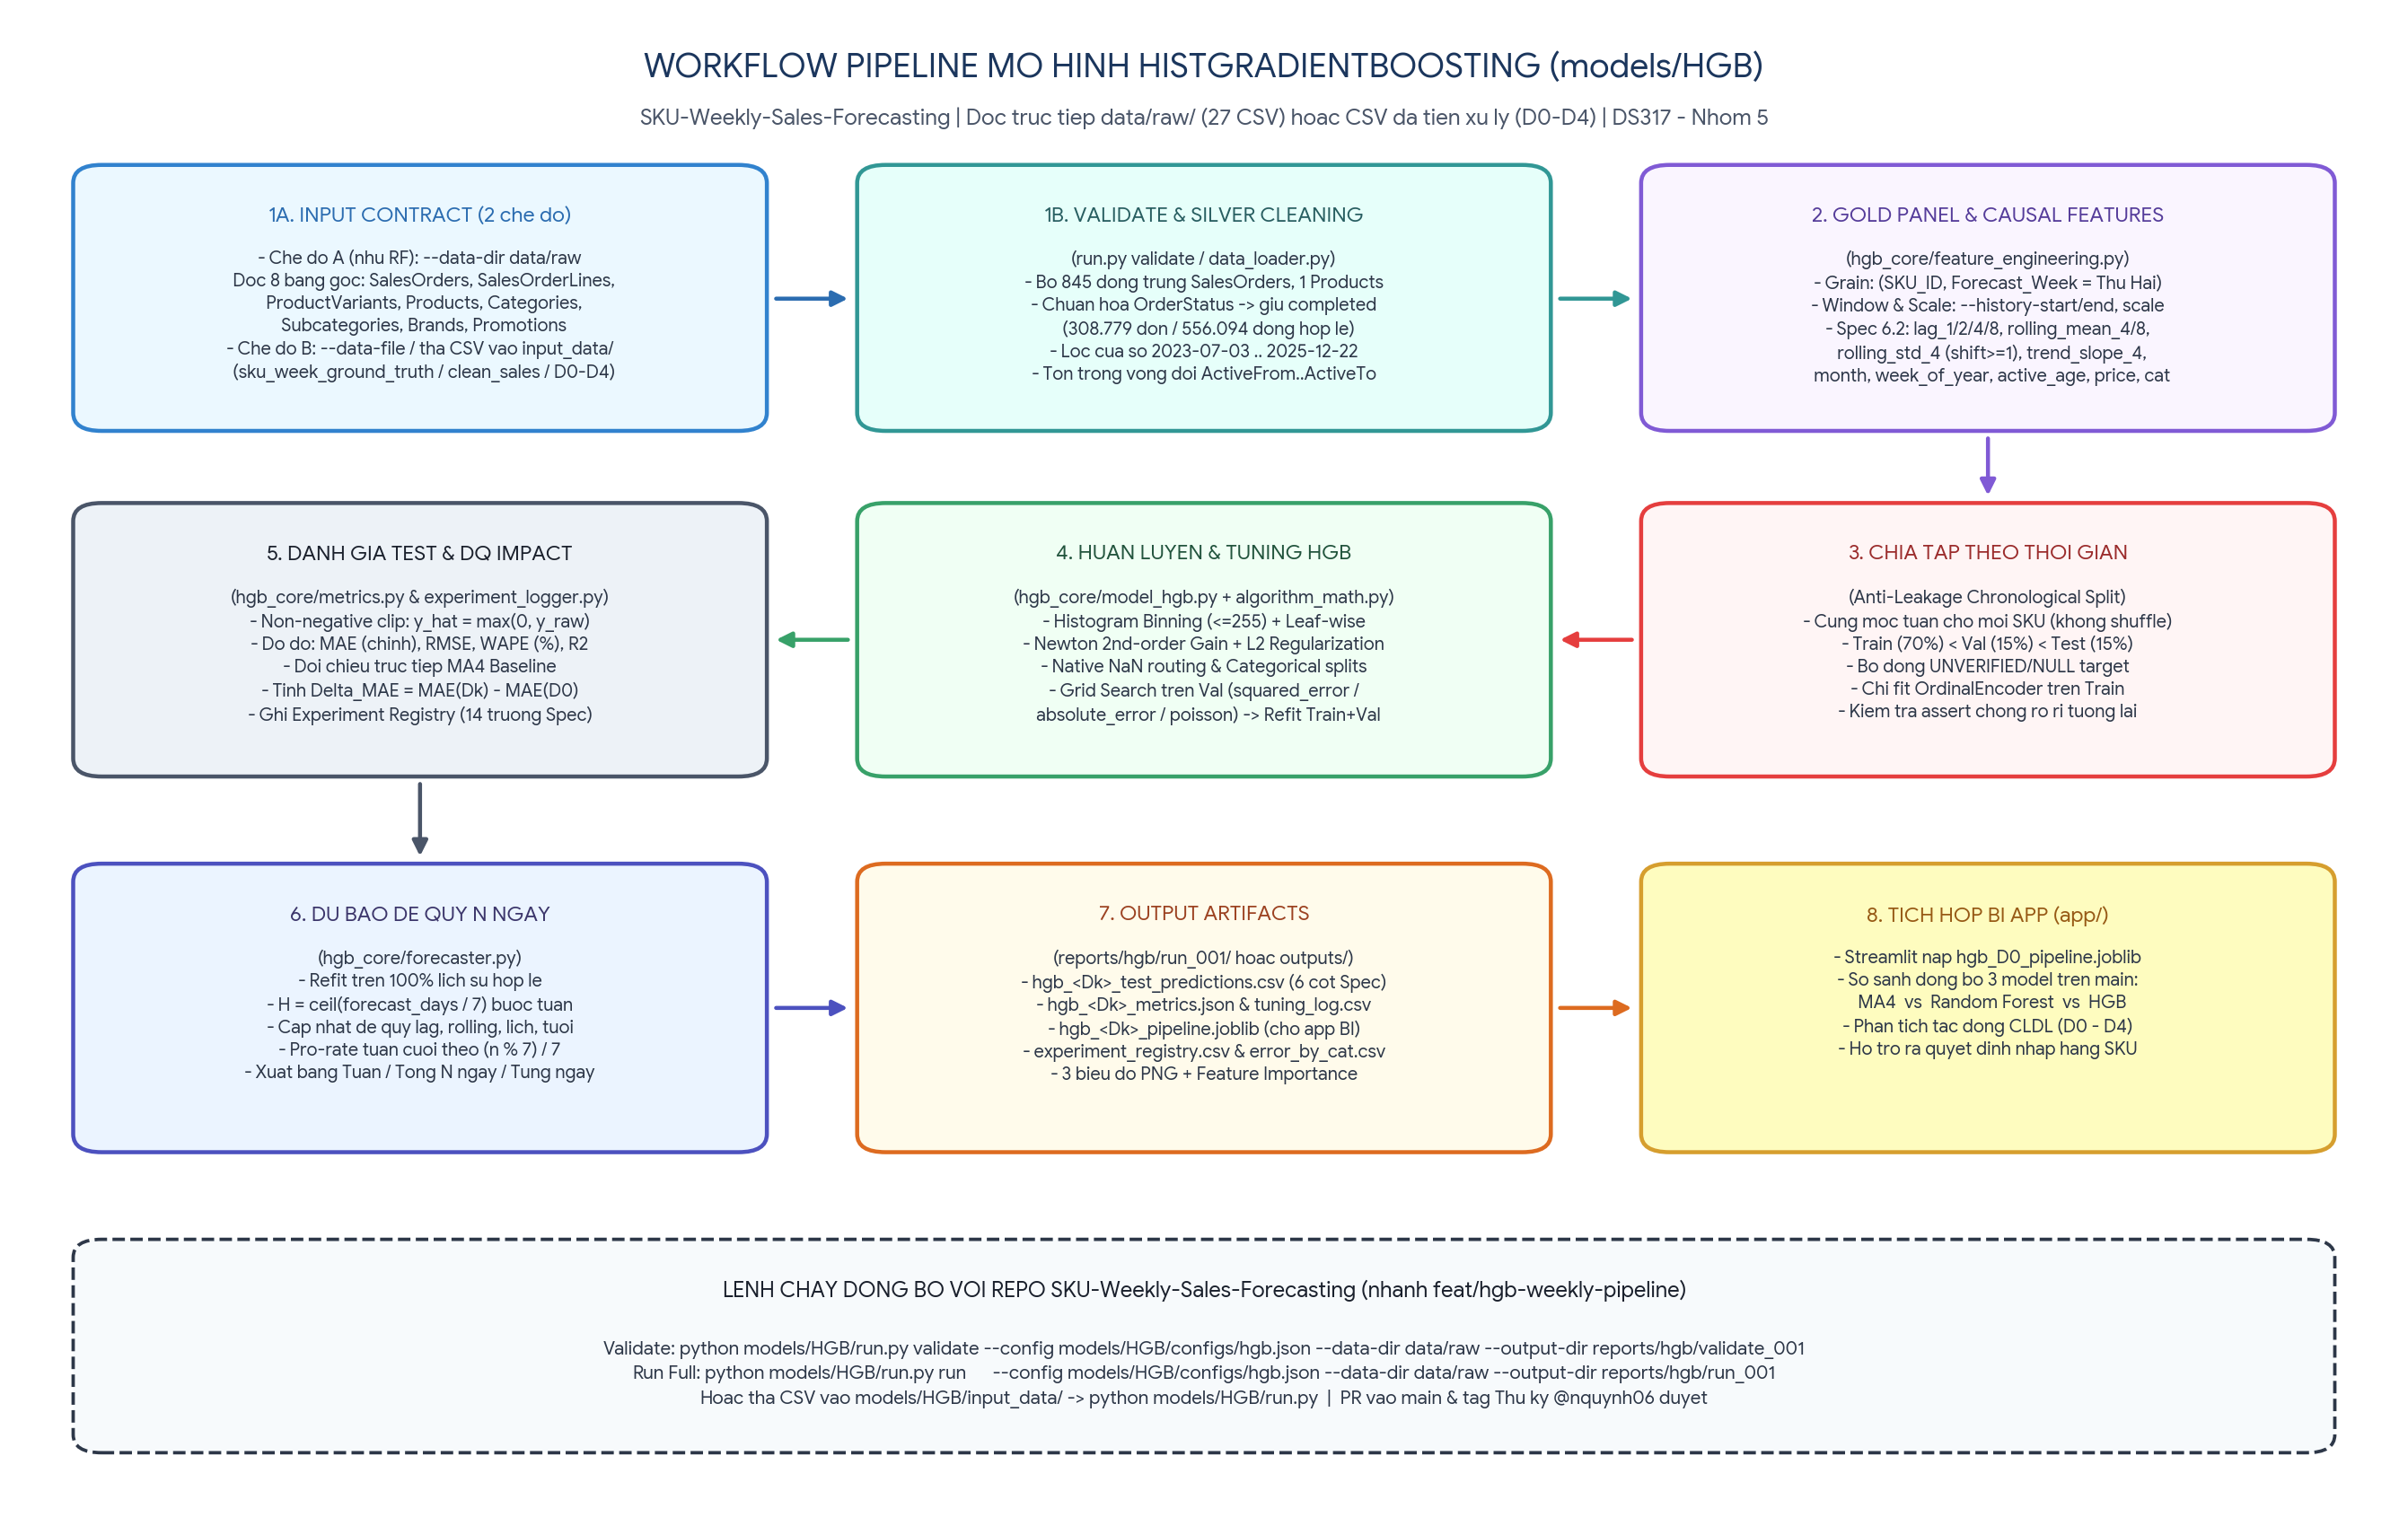 WORKFLOW PIPELINE MO HINH HISTGRADIENTBOOSTING (models/HGB)
SKU-Weekly-Sales-Forecasting | Doc truc tiep data/raw/ (27 CSV) hoac CSV da tien xu ly (D0-D4) | DS317 - Nhom 5
1A. INPUT CONTRACT (2 che do)
- Che do A (nhu RF): --data-dir data/raw
Doc 8 bang goc: SalesOrders, SalesOrderLines,
ProductVariants, Products, Categories,
Subcategories, Brands, Promotions
- Che do B: --data-file / tha CSV vao input_data/
(sku_week_ground_truth / clean_sales / D0-D4)
1B. VALIDATE & SILVER CLEANING
(run.py validate / data_loader.py)
- Bo 845 dong trung SalesOrders, 1 Products
- Chuan hoa OrderStatus -> giu completed
(308.779 don / 556.094 dong hop le)
- Loc cua so 2023-07-03 .. 2025-12-22
- Ton trong vong doi ActiveFrom..ActiveTo
2. GOLD PANEL & CAUSAL FEATURES
(hgb_core/feature_engineering.py)
- Grain: (SKU_ID, Forecast_Week = Thu Hai)
- Window & Scale: --history-start/end, scale
- Spec 6.2: lag_1/2/4/8, rolling_mean_4/8,
rolling_std_4 (shift>=1), trend_slope_4,
month, week_of_year, active_age, price, cat
5. DANH GIA TEST & DQ IMPACT
(hgb_core/metrics.py & experiment_logger.py)
- Non-negative clip: y_hat = max(0, y_raw)
- Do do: MAE (chinh), RMSE, WAPE (%), R2
- Doi chieu truc tiep MA4 Baseline
- Tinh Delta_MAE = MAE(Dk) - MAE(D0)
- Ghi Experiment Registry (14 truong Spec)
4. HUAN LUYEN & TUNING HGB
(hgb_core/model_hgb.py + algorithm_math.py)
- Histogram Binning (<=255) + Leaf-wise
- Newton 2nd-order Gain + L2 Regularization
- Native NaN routing & Categorical splits
- Grid Search tren Val (squared_error /
absolute_error / poisson) -> Refit Train+Val
3. CHIA TAP THEO THOI GIAN
(Anti-Leakage Chronological Split)
- Cung moc tuan cho moi SKU (khong shuffle)
- Train (70%) < Val (15%) < Test (15%)
- Bo dong UNVERIFIED/NULL target
- Chi fit OrdinalEncoder tren Train
- Kiem tra assert chong ro ri tuong lai
6. DU BAO DE QUY N NGAY
(hgb_core/forecaster.py)
- Refit tren 100% lich su hop le
- H = ceil(forecast_days / 7) buoc tuan
- Cap nhat de quy lag, rolling, lich, tuoi
- Pro-rate tuan cuoi theo (n % 7) / 7
- Xuat bang Tuan / Tong N ngay / Tung ngay
7. OUTPUT ARTIFACTS
(reports/hgb/run_001/ hoac outputs/)
- hgb_<Dk>_test_predictions.csv (6 cot Spec)
- hgb_<Dk>_metrics.json & tuning_log.csv
- hgb_<Dk>_pipeline.joblib (cho app BI)
- experiment_registry.csv & error_by_cat.csv
- 3 bieu do PNG + Feature Importance
8. TICH HOP BI APP (app/)
- Streamlit nap hgb_D0_pipeline.joblib
- So sanh dong bo 3 model tren main:
MA4 vs Random Forest vs HGB
- Phan tich tac dong CLDL (D0 - D4)
- Ho tro ra quyet dinh nhap hang SKU
LENH CHAY DONG BO VOI REPO SKU-Weekly-Sales-Forecasting (nhanh feat/hgb-weekly-pipeline)
Validate: python models/HGB/run.py validate --config models/HGB/configs/hgb.json --data-dir data/raw --output-dir reports/hgb/validate_001
Run Full: python models/HGB/run.py run --config models/HGB/configs/hgb.json --data-dir data/raw --output-dir reports/hgb/run_001
Hoac tha CSV vao models/HGB/input_data/ -> python models/HGB/run.py | PR vao main & tag Thu ky @nquynh06 duyet